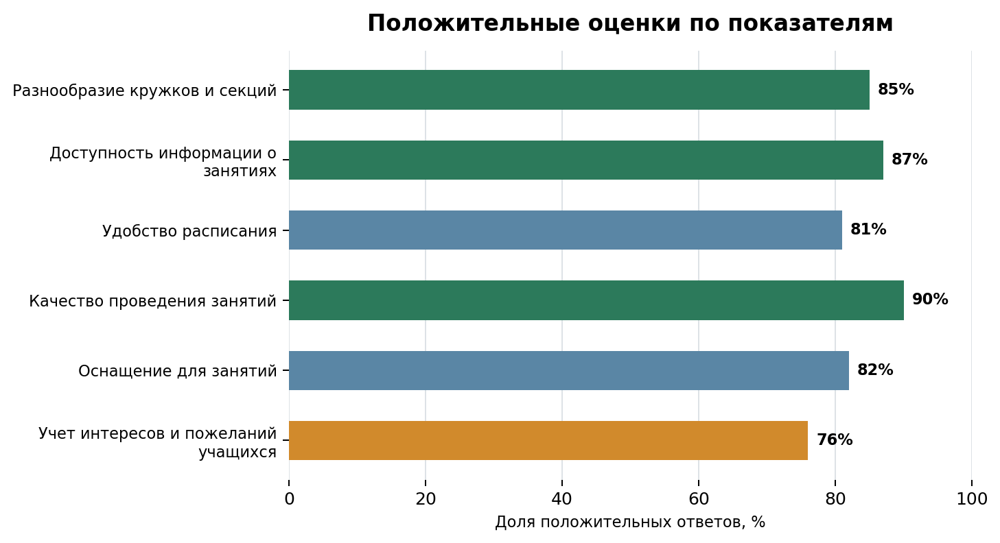 Положительные оценки по показателям
Разнообразие кружков и секций
85%
Доступность информации о
занятиях
87%
Удобство расписания
81%
Качество проведения занятий
90%
Оснащение для занятий
82%
Учет интересов и пожеланий
учащихся
76%
0 20 40 60 80 100
Доля положительных ответов, %